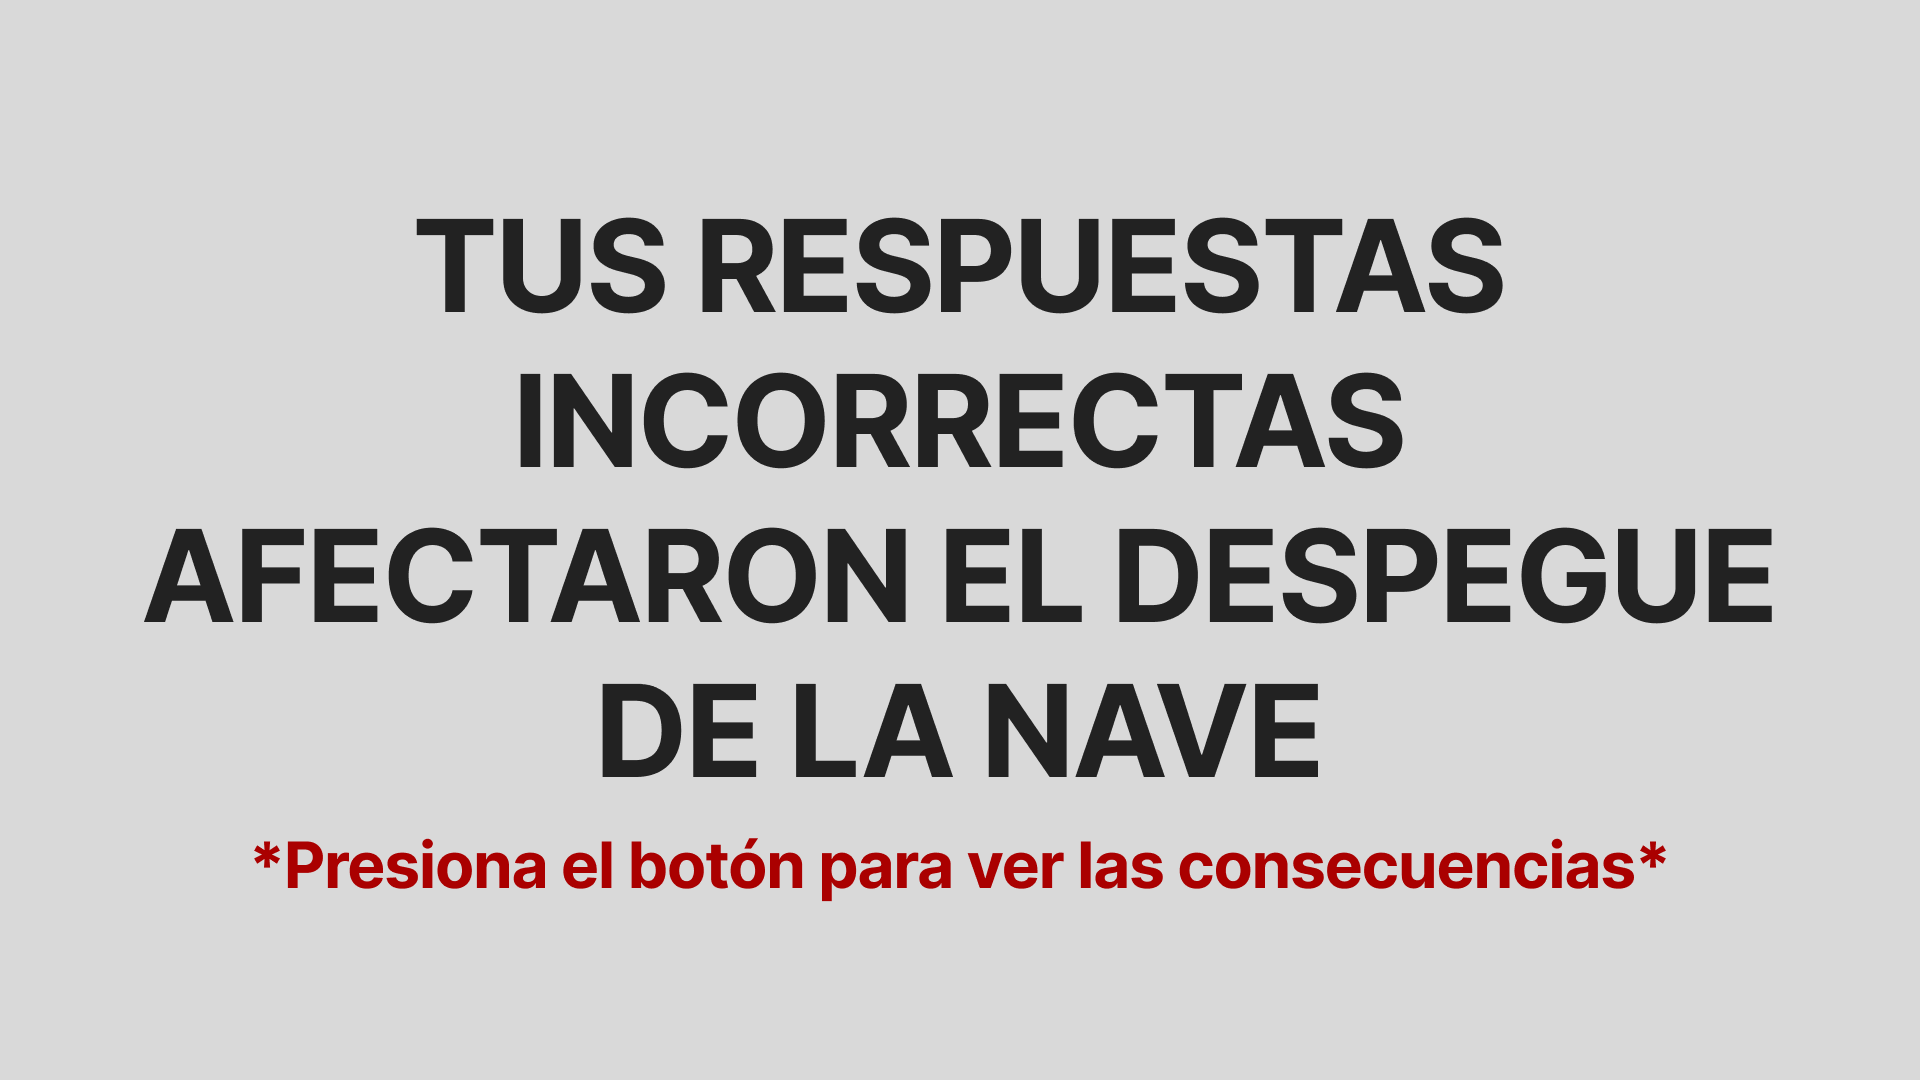 TUS RESPUESTAS
INCORRECTAS
AFECTARON EL DESPEGUE
DE LA NAVE
*Presiona el botón para ver las consecuencias*